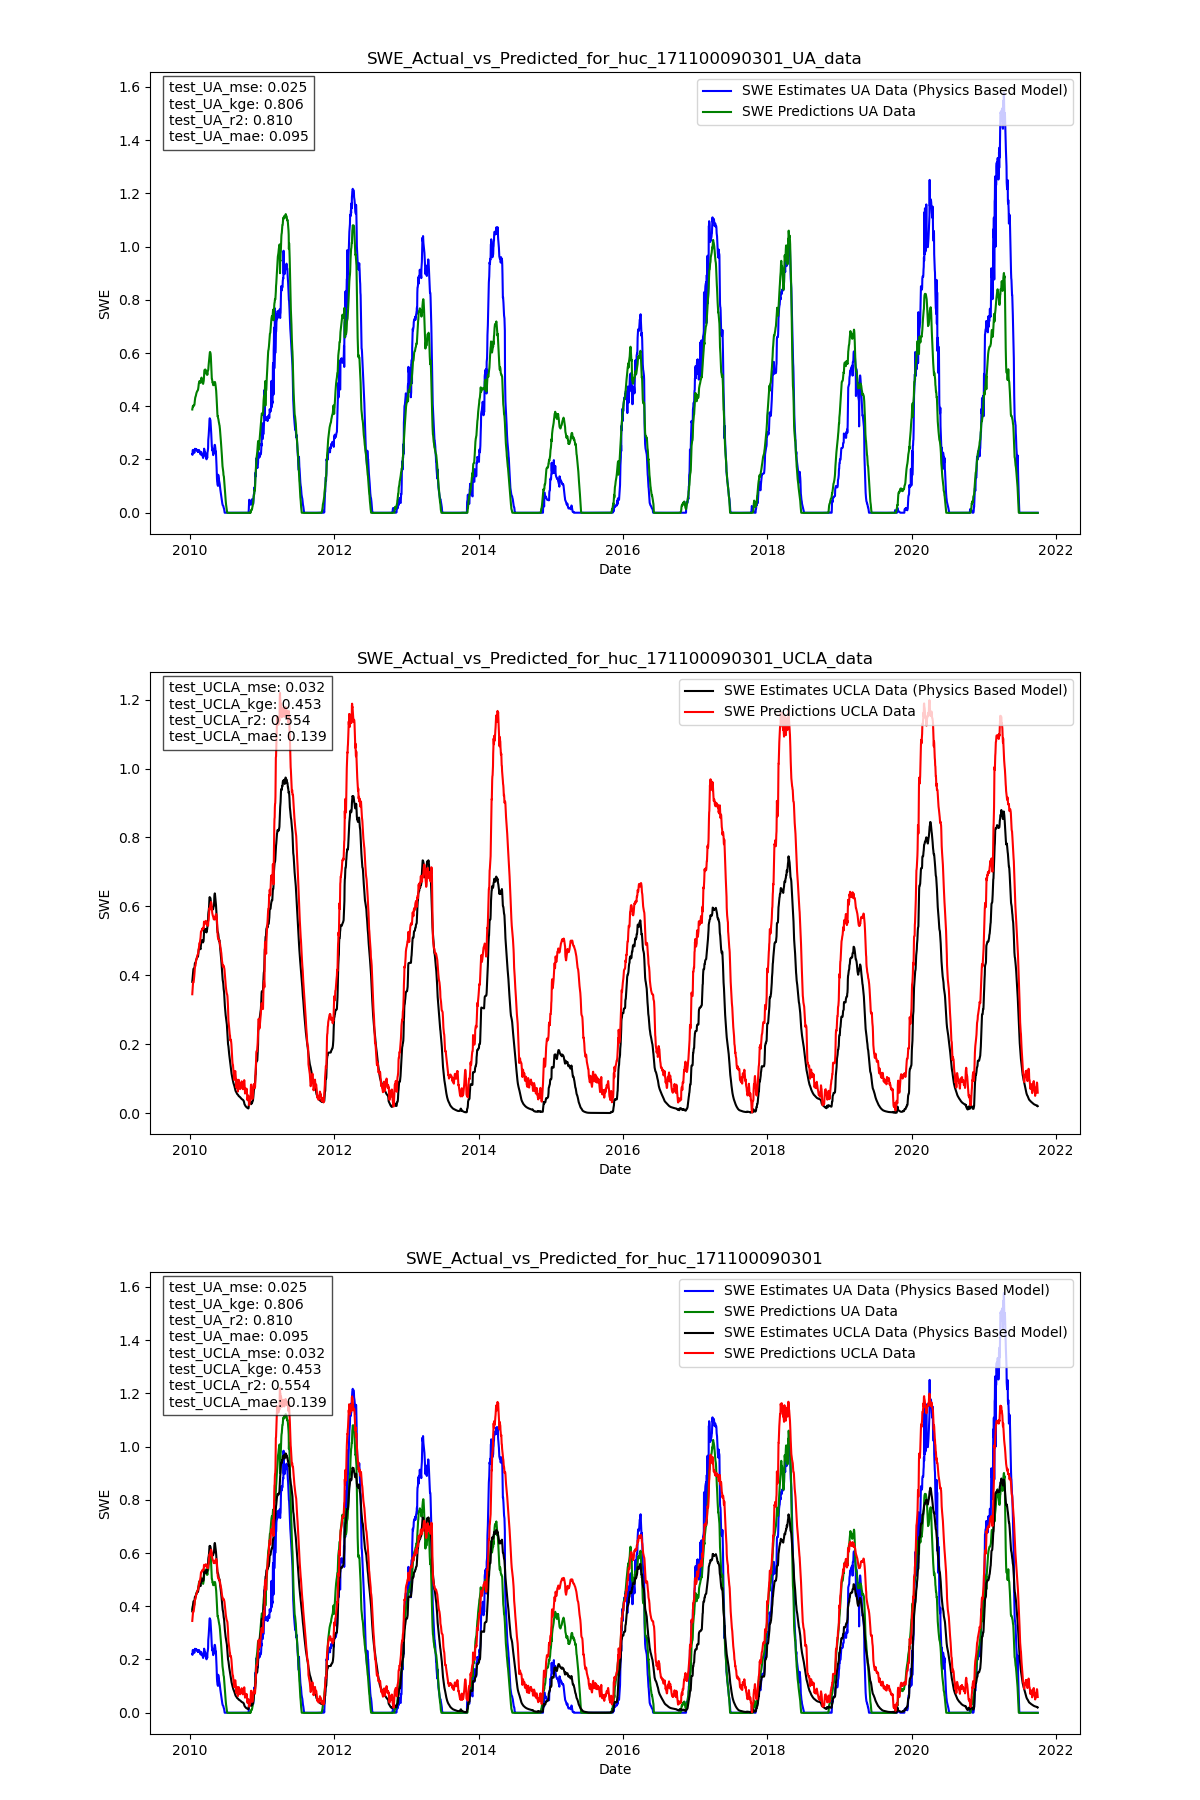 SWE_Actual_vs_Predicted_for_huc_171100090301_UA_data
test_UA_mse: 0.025
test_UA_kge: 0.806
test_UA_r2: 0.810
test_UA_mae: 0.095
SWE Estimates UA Data (Physics Based Model)
SWE Predictions UA Data
1.6
1.4
1.2
1.0
0.8
0.6
0.4
0.2
0.0
SWE
2010 2012 2014 2016 2018 2020 2022
Date
SWE_Actual_vs_Predicted_for_huc_171100090301_UCLA_data
test_UCLA_mse: 0.032
test_UCLA_kge: 0.453
test_UCLA_r2: 0.554
test_UCLA_mae: 0.139
SWE Estimates UCLA Data (Physics Based Model)
SWE Predictions UCLA Data
1.2
1.0
0.8
0.6
0.4
0.2
0.0
SWE
2010 2012 2014 2016 2018 2020 2022
Date
SWE_Actual_vs_Predicted_for_huc_171100090301
test_UA_mse: 0.025
test_UA_kge: 0.806
test_UA_r2: 0.810
test_UA_mae: 0.095
test_UCLA_mse: 0.032
test_UCLA_kge: 0.453
test_UCLA_r2: 0.554
test_UCLA_mae: 0.139
SWE Estimates UA Data (Physics Based Model)
SWE Predictions UA Data
SWE Estimates UCLA Data (Physics Based Model)
SWE Predictions UCLA Data
1.6
1.4
1.2
1.0
0.8
0.6
0.4
0.2
0.0
SWE
2010 2012 2014 2016 2018 2020 2022
Date